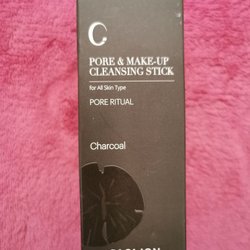 C
PORE & MAKE-UP
CLEANSING STICK
for All Skin Type
PORE RITUAL
Charcoal